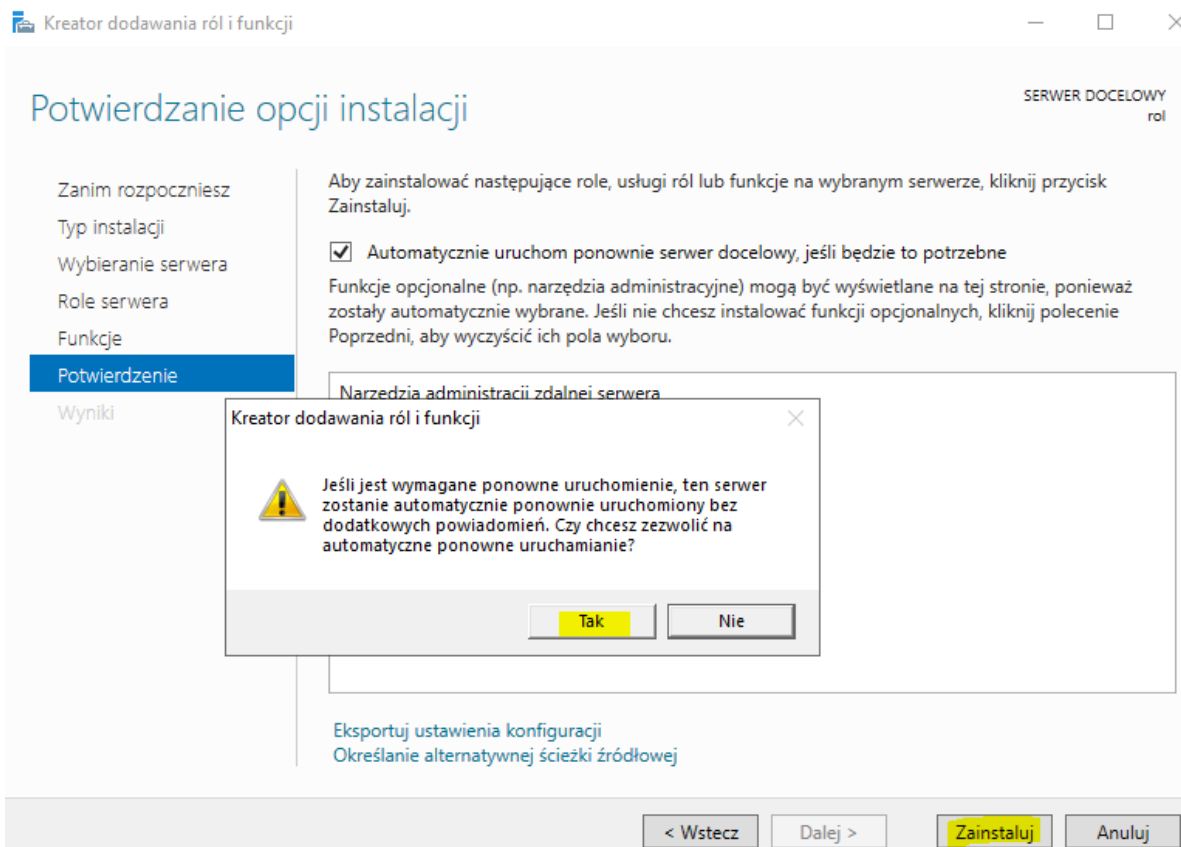 Kreator dodawania ról i funkcji
Potwierdzanie opcji instalacji
SERWER DOCELOWY
rol
Zanim rozpoczniesz
Typ instalacji
Wybieranie serwera
Role serwera
Funkcje
Potwierdzenie
Wyniki
Aby zainstalować następujące role, usługi ról lub funkcje na wybranym serwerze, kliknij przycisk
Zainstaluj.
Automatycznie uruchom ponownie serwer docelowy, jeśli będzie to potrzebne
Funkcje opcjonalne (np. narzędzia administracyjne) mogą być wyświetlane na tej stronie, ponieważ
zostały automatycznie wybrane. Jeśli nie chcesz instalować funkcji opcjonalnych, kliknij polecenie
Poprzedni, aby wyczyścić ich pola wyboru.
Narzędzia administracji zdalnej serwera
Kreator dodawania ról i funkcji
Jeśli jest wymagane ponowne uruchomienie, ten serwer
zostanie automatycznie ponownie uruchomiony bez
dodatkowych powiadomień. Czy chcesz zezwolić na
automatyczne ponowne uruchamianie?
Tak Nie
Eksportuj ustawienia konfiguracji
Określanie alternatywnej ścieżki źródłowej
< Wstecz Dalej > Zainstaluj Anuluj